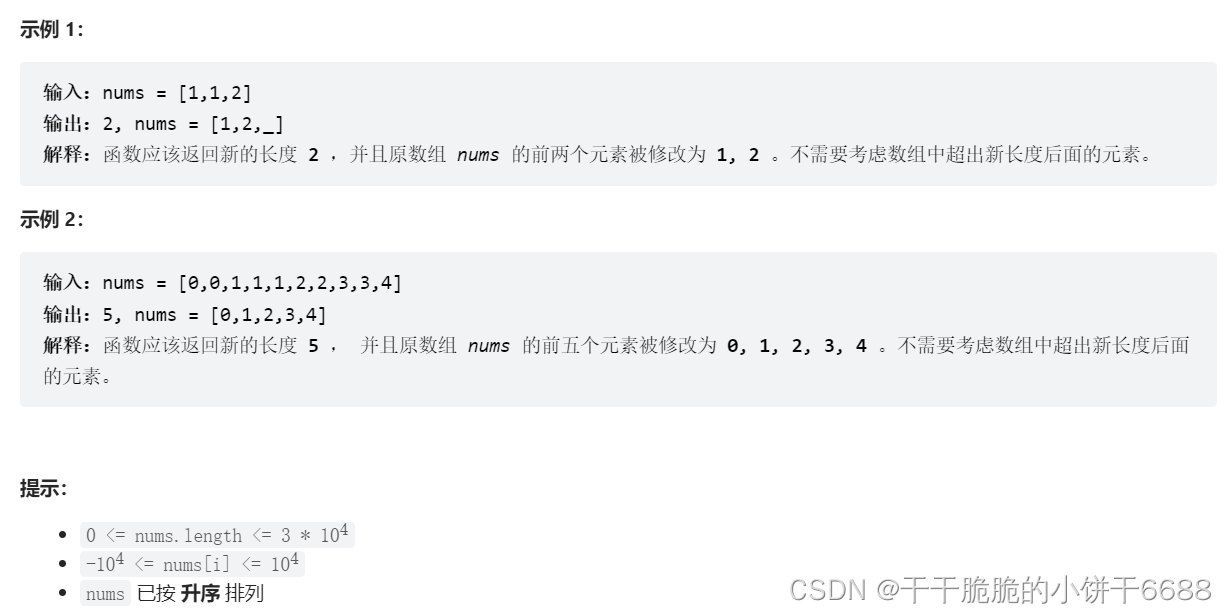 示例 1：
输入：nums = [1,1,2]
输出：2, nums = [1,2,_]
解释：函数应该返回新的长度 2 ，并且原数组 nums 的前两个元素被修改为 1, 2 。不需要考虑数组中超出新长度后面的元素。
示例 2：
输入：nums = [0,0,1,1,1,2,2,3,3,4]
输出：5, nums = [0,1,2,3,4]
解释：函数应该返回新的长度 5 ， 并且原数组 nums 的前五个元素被修改为 0, 1, 2, 3, 4 。不需要考虑数组中超出新长度后面
的元素。
提示：
• 0 <= nums.length <= 3 * 10⁴
• -10⁴ <= nums[i] <= 10⁴
• nums 已按 升序 排列
CSDN @干干脆脆的小饼干6688